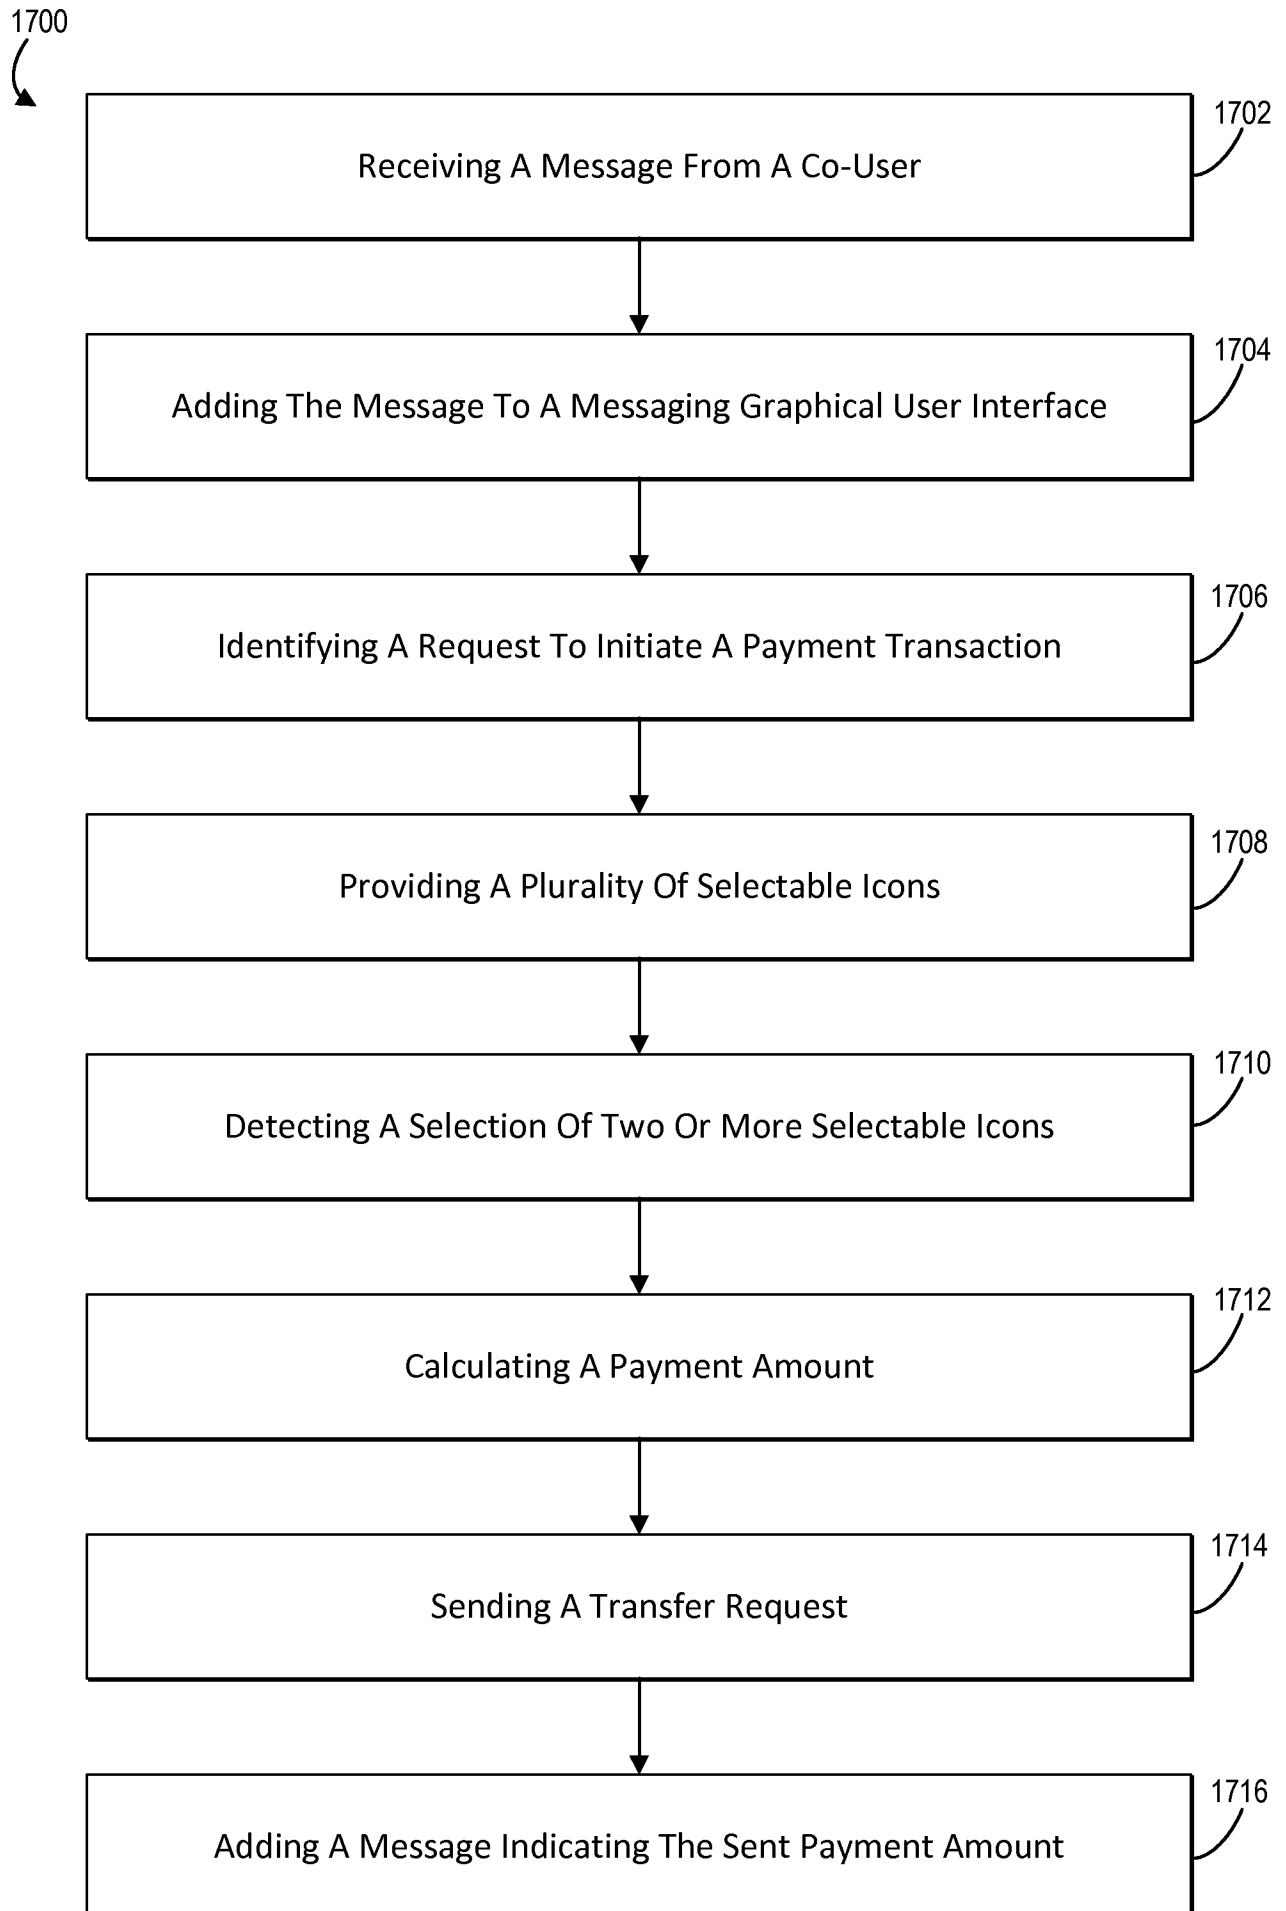 1700
1702
Receiving A Message From A Co-User
1704
Adding The Message To A Messaging Graphical User Interface
1706
Identifying A Request To Initiate A Payment Transaction
1708
Providing A Plurality Of Selectable Icons
1710
Detecting A Selection Of Two Or More Selectable Icons
1712
Calculating A Payment Amount
1714
Sending A Transfer Request
1716
Adding A Message Indicating The Sent Payment Amount